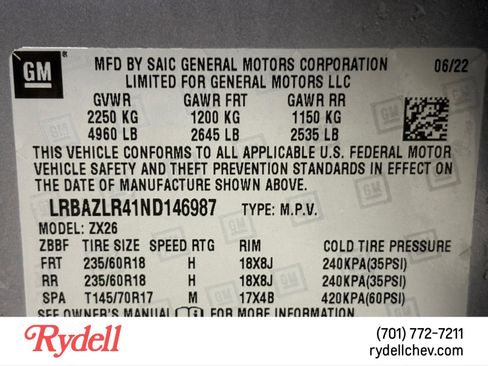 GM
MFD BY SAIC GENERAL MOTORS CORPORATION 06/22
LIMITED FOR GENERAL MOTORS LLC
GVWR GAWR FRT GAWR RR
2250 KG 1200 KG 1150 KG
4960 LB 2645 LB 2535 LB
THIS VEHICLE CONFORMS TO ALL APPLICABLE U.S. FEDERAL MOTOR
VEHICLE SAFETY AND THEFT PREVENTION STANDARDS IN EFFECT ON
THE DATE OF MANUFACTURE SHOWN ABOVE.
LRBAZLR41ND146987 TYPE: M.P.V.
MODEL: ZX26
ZBBF TIRE SIZE SPEED RTG RIM COLD TIRE PRESSURE
FRT 235/60R18 H 18X8J 240KPA(35PSI)
RR 235/60R18 H 18X8J 240KPA(35PSI)
SPA T145/70R17 M 17X4B 420KPA(60PSI)
SEE OWNER'S MANUAL FOR MORE INFORMATION
Rydell
(701) 772-7211
rydellchev.com